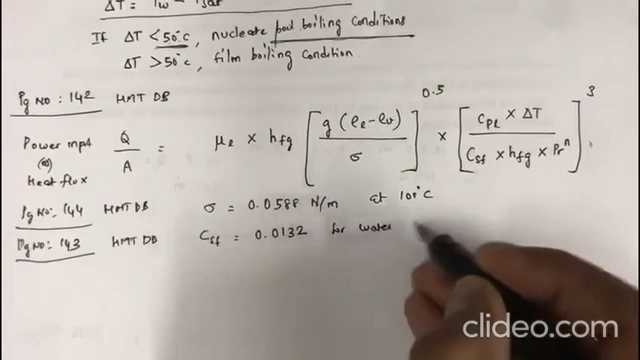 ΔT = Tw - Tsat
If ΔT < 50°C, nucleate pool boiling conditions
ΔT > 50°C, film boiling condition
Pg NO: 142 HMT DB
Power input (or) Heat flux Q/A = μl × hfg [ g (ρl - ρv) / σ ]^0.5 × [ Cpl × ΔT / Csf × hfg × Pr^n ]^3
Pg NO: 144 HMT DB σ = 0.0588 N/m at 100°C
Pg NO: 143 HMT DB Csf = 0.0132 for water
clideo.com